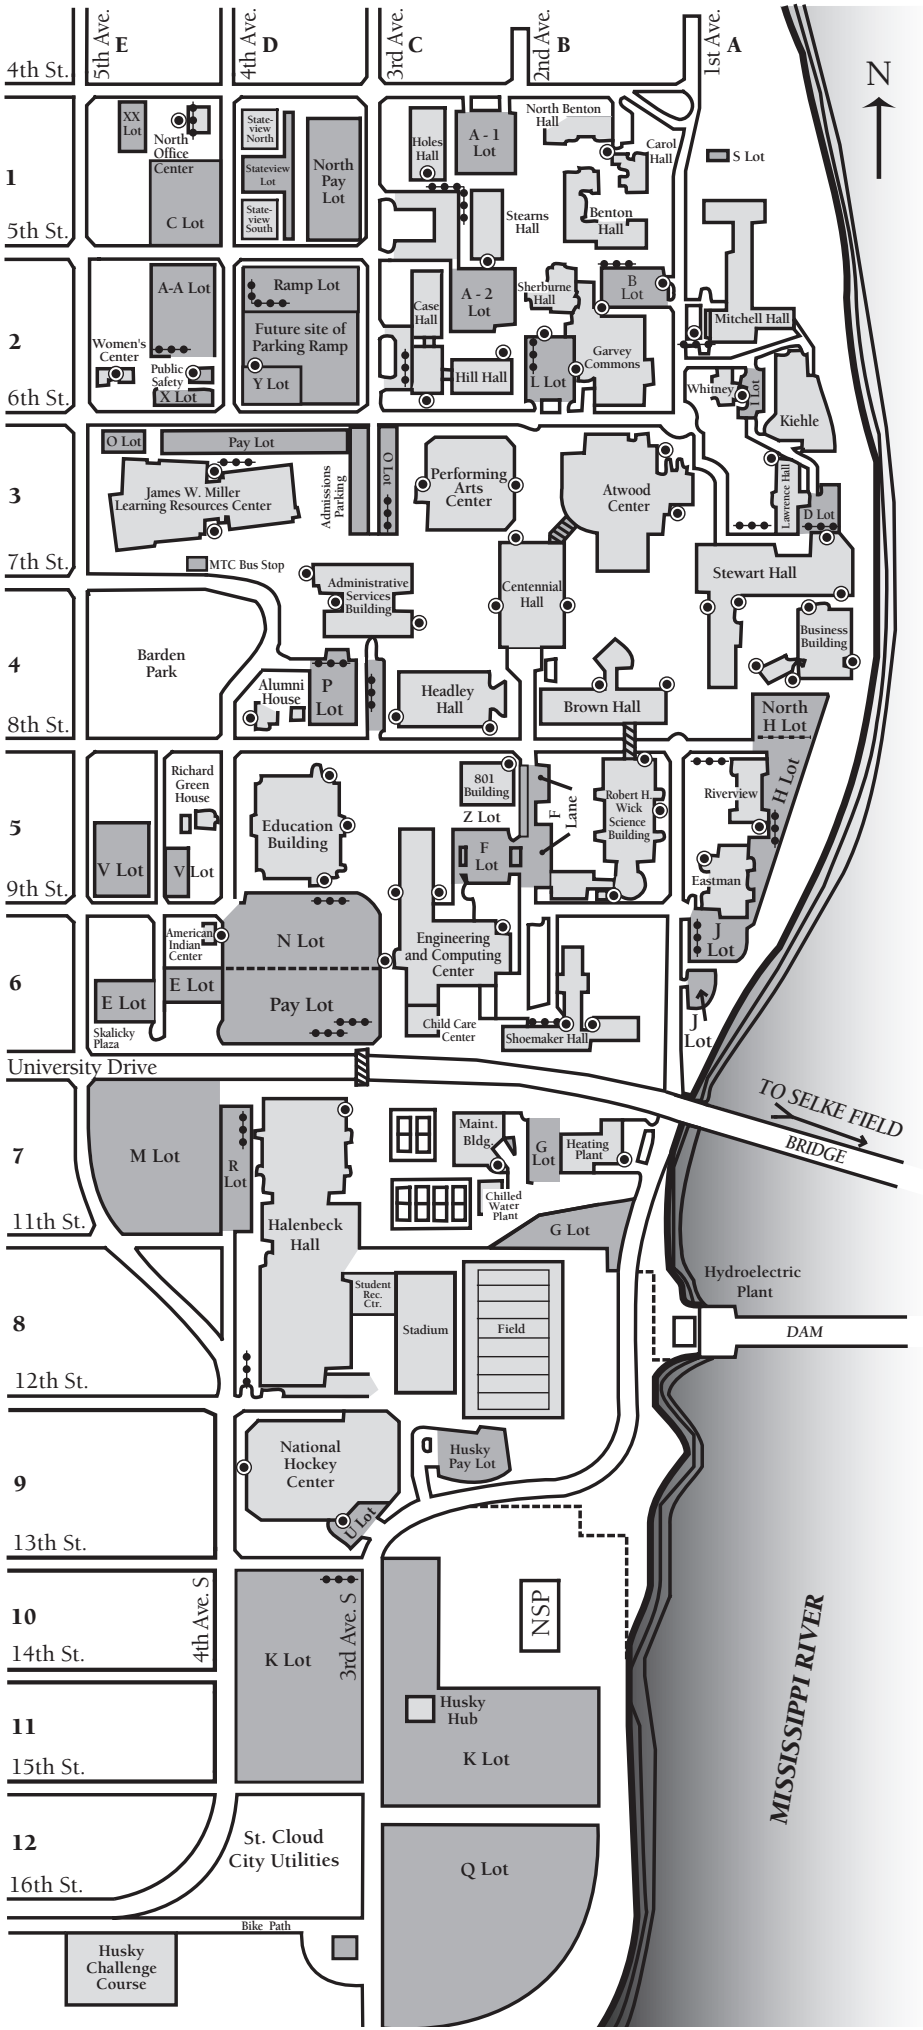 E
D
C
B
A
5th Ave.
4th Ave.
3rd Ave.
2nd Ave.
1st Ave.
4th St.
N
1
5th St.
XX
Lot
North
Office
Center
C Lot
State-
view
North
Stateview
Lot
State-
view
South
North
Pay
Lot
Holes
Hall
A - 1
Lot
North Benton
Hall
Carol
Hall
S Lot
Stearns
Hall
Benton
Hall
2
6th St.
A-A Lot
Women's
Center
Public
Safety
X Lot
Ramp Lot
Future site of
Parking Ramp
Y Lot
Case
Hall
A - 2
Lot
Hill Hall
Sherburne
Hall
B
Lot
L Lot
Garvey
Commons
Mitchell Hall
Whitney
I Lot
Kiehle
3
7th St.
O Lot
Pay Lot
James W. Miller
Learning Resources Center
Admissions
Parking
O Lot
Performing
Arts
Center
Atwood
Center
Lawrence Hall
D Lot
MTC Bus Stop
Stewart Hall
4
8th St.
Barden
Park
Administrative
Services
Building
Centennial
Hall
Business
Building
Alumni
House
P
Lot
Headley
Hall
Brown Hall
North
H Lot
5
9th St.
Richard
Green
House
V Lot
V Lot
Education
Building
801
Building
Z Lot
F
Lot
F
Lane
Robert H.
Wick
Science
Building
Riverview
H Lot
Eastman
6
American
Indian
Center
E Lot
E Lot
Skalicky
Plaza
N Lot
Pay Lot
Engineering
and Computing
Center
Child Care
Center
Shoemaker Hall
J
Lot
J
Lot
University Drive
TO SELKE FIELD
BRIDGE
7
11th St.
M Lot
R
Lot
Halenbeck
Hall
Maint.
Bldg.
G
Lot
Heating
Plant
Chilled
Water
Plant
G Lot
8
12th St.
Student
Rec.
Ctr.
Stadium
Field
Hydroelectric
Plant
DAM
9
13th St.
National
Hockey
Center
U Lot
Husky
Pay Lot
10
14th St.
4th Ave. S
3rd Ave. S
K Lot
NSP
MISSISSIPPI RIVER
11
15th St.
Husky
Hub
K Lot
12
16th St.
St. Cloud
City Utilities
Q Lot
Bike Path
Husky
Challenge
Course